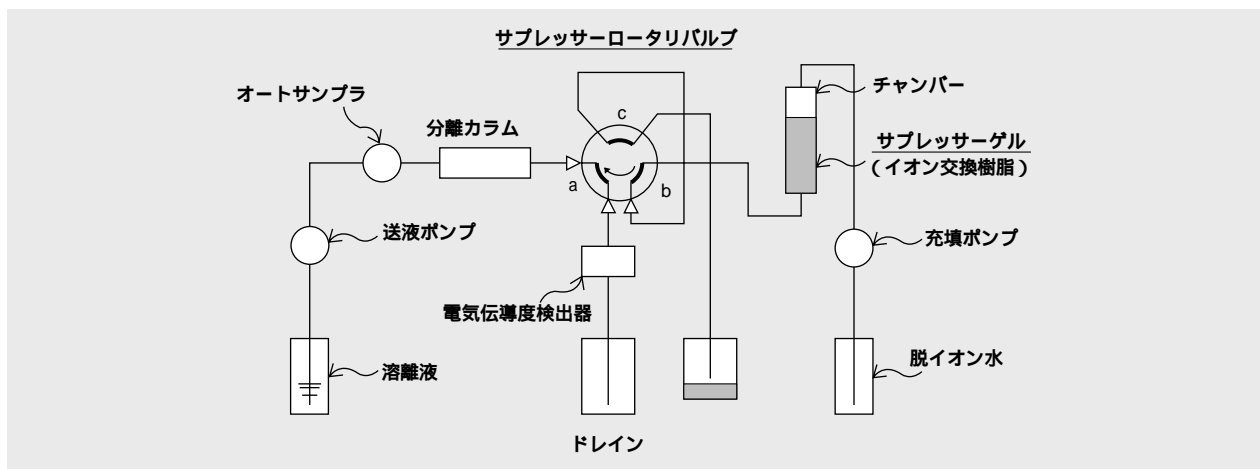 サプレッサーロータリバルブ
オートサンプラ
分離カラム
c
チャンバー
サプレッサーゲル
(イオン交換樹脂)
a
b
送液ポンプ
充填ポンプ
電気伝導度検出器
溶離液
脱イオン水
ドレイン